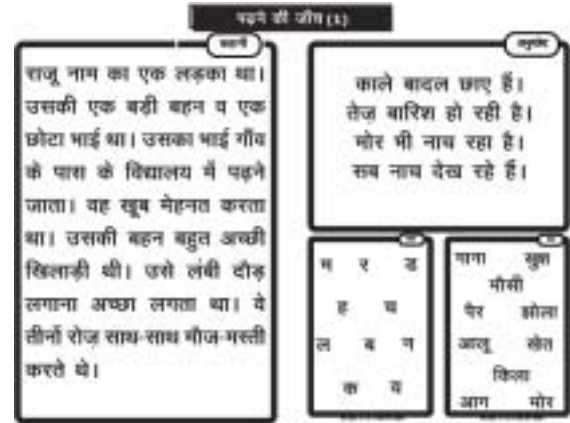 पढ़ने की जाँच (1)
कहानी
राजू नाम का एक लड़का था।
उसकी एक बड़ी बहन व एक
छोटा भाई था। उसका भाई गाँव
के पास के विद्यालय में पढ़ने
जाता। वह खूब मेहनत करता
था। उसकी बहन बहुत अच्छी
खिलाड़ी थी। उसे लंबी दौड़
लगाना अच्छा लगता था। वे
तीनों रोज़ साथ-साथ मौज-मस्ती
करते थे।
अनुच्छेद
काले बादल छाए हैं।
तेज़ बारिश हो रही है।
मोर भी नाच रहा है।
सब नाच देख रहे हैं।
म र ड
ह च
ल ब न
क य
गाना खुश
मौसी
पैर झोला
आलू खेत
किला
आग मोर